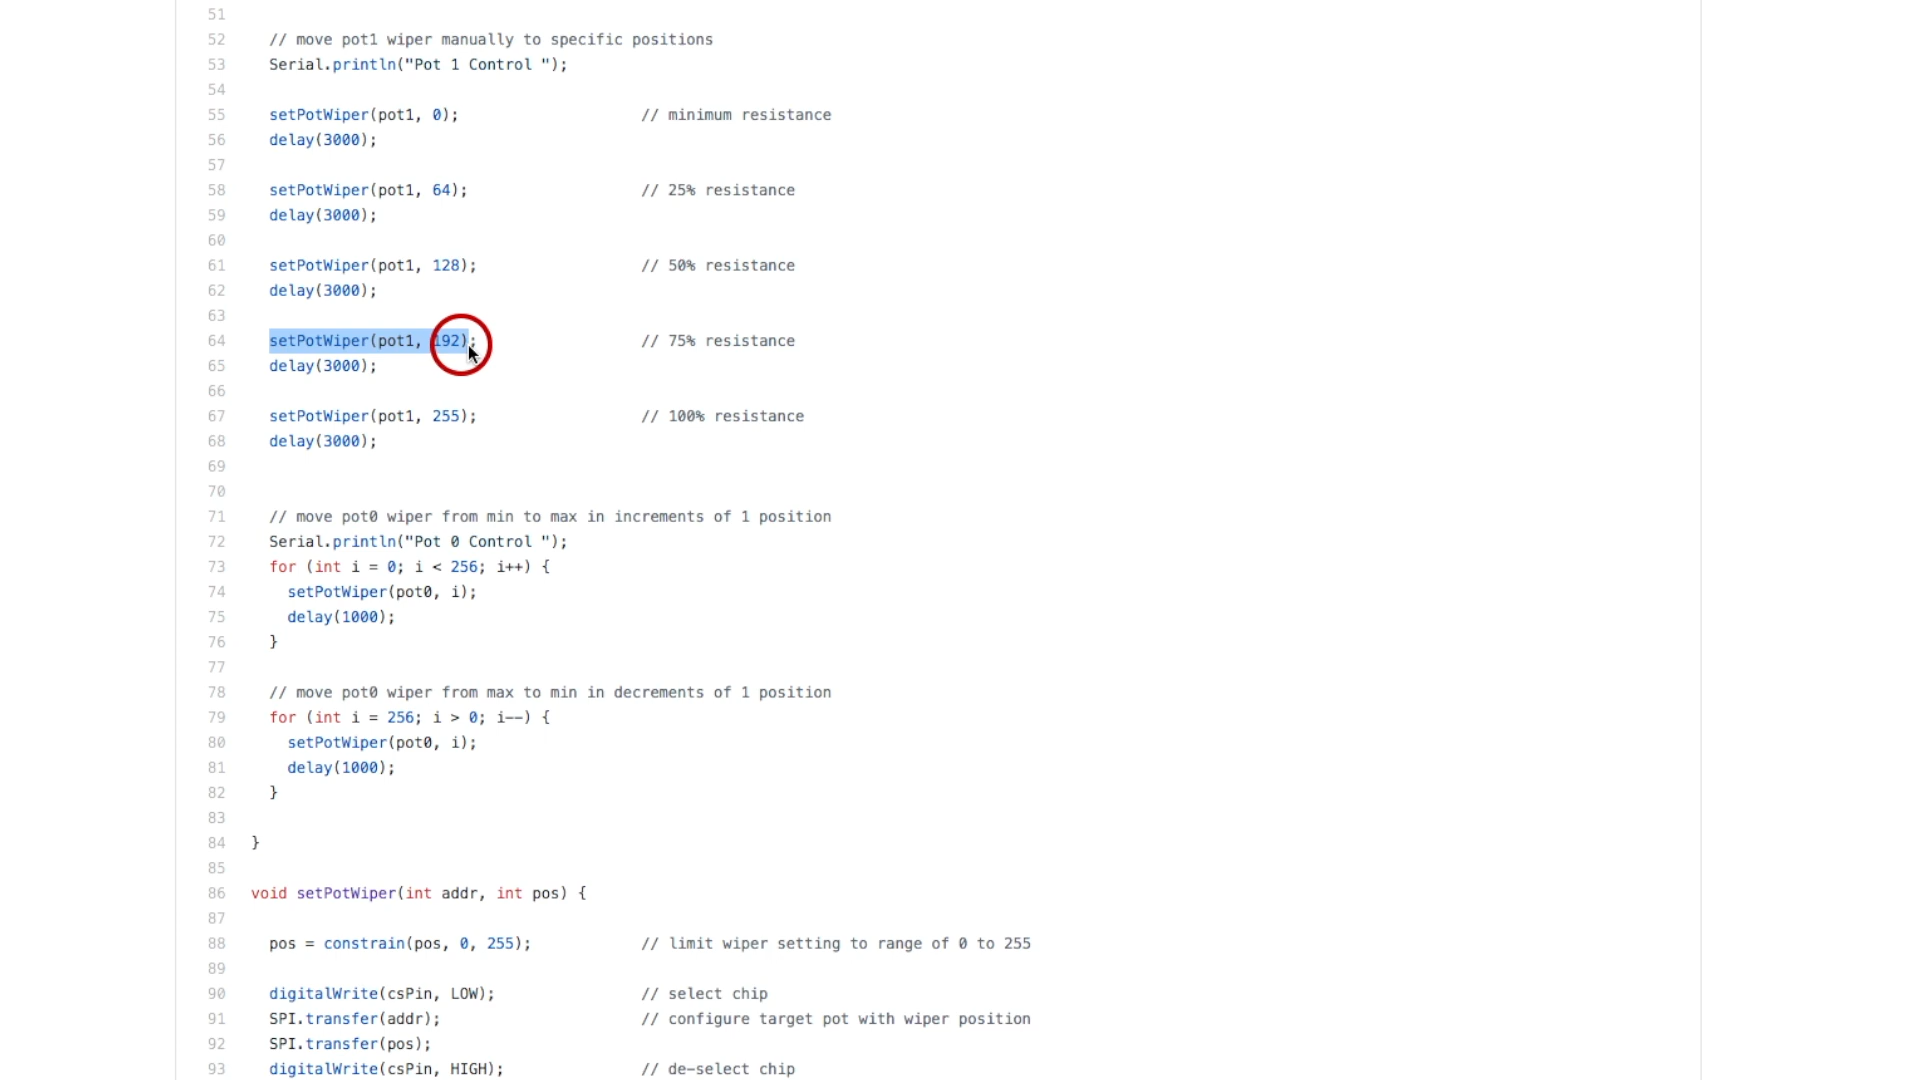 51
52 // move pot1 wiper manually to specific positions
53 Serial.println("Pot 1 Control ");
54
55 setPotWiper(pot1, 0); // minimum resistance
56 delay(3000);
57
58 setPotWiper(pot1, 64); // 25% resistance
59 delay(3000);
60
61 setPotWiper(pot1, 128); // 50% resistance
62 delay(3000);
63
64 setPotWiper(pot1, 192); // 75% resistance
65 delay(3000);
66
67 setPotWiper(pot1, 255); // 100% resistance
68 delay(3000);
69
70
71 // move pot0 wiper from min to max in increments of 1 position
72 Serial.println("Pot 0 Control ");
73 for (int i = 0; i < 256; i++) {
74 setPotWiper(pot0, i);
75 delay(1000);
76 }
77
78 // move pot0 wiper from max to min in decrements of 1 position
79 for (int i = 256; i > 0; i--) {
80 setPotWiper(pot0, i);
81 delay(1000);
82 }
83
84 }
85
86 void setPotWiper(int addr, int pos) {
87
88 pos = constrain(pos, 0, 255); // limit wiper setting to range of 0 to 255
89
90 digitalWrite(csPin, LOW); // select chip
91 SPI.transfer(addr); // configure target pot with wiper position
92 SPI.transfer(pos);
93 digitalWrite(csPin, HIGH); // de-select chip